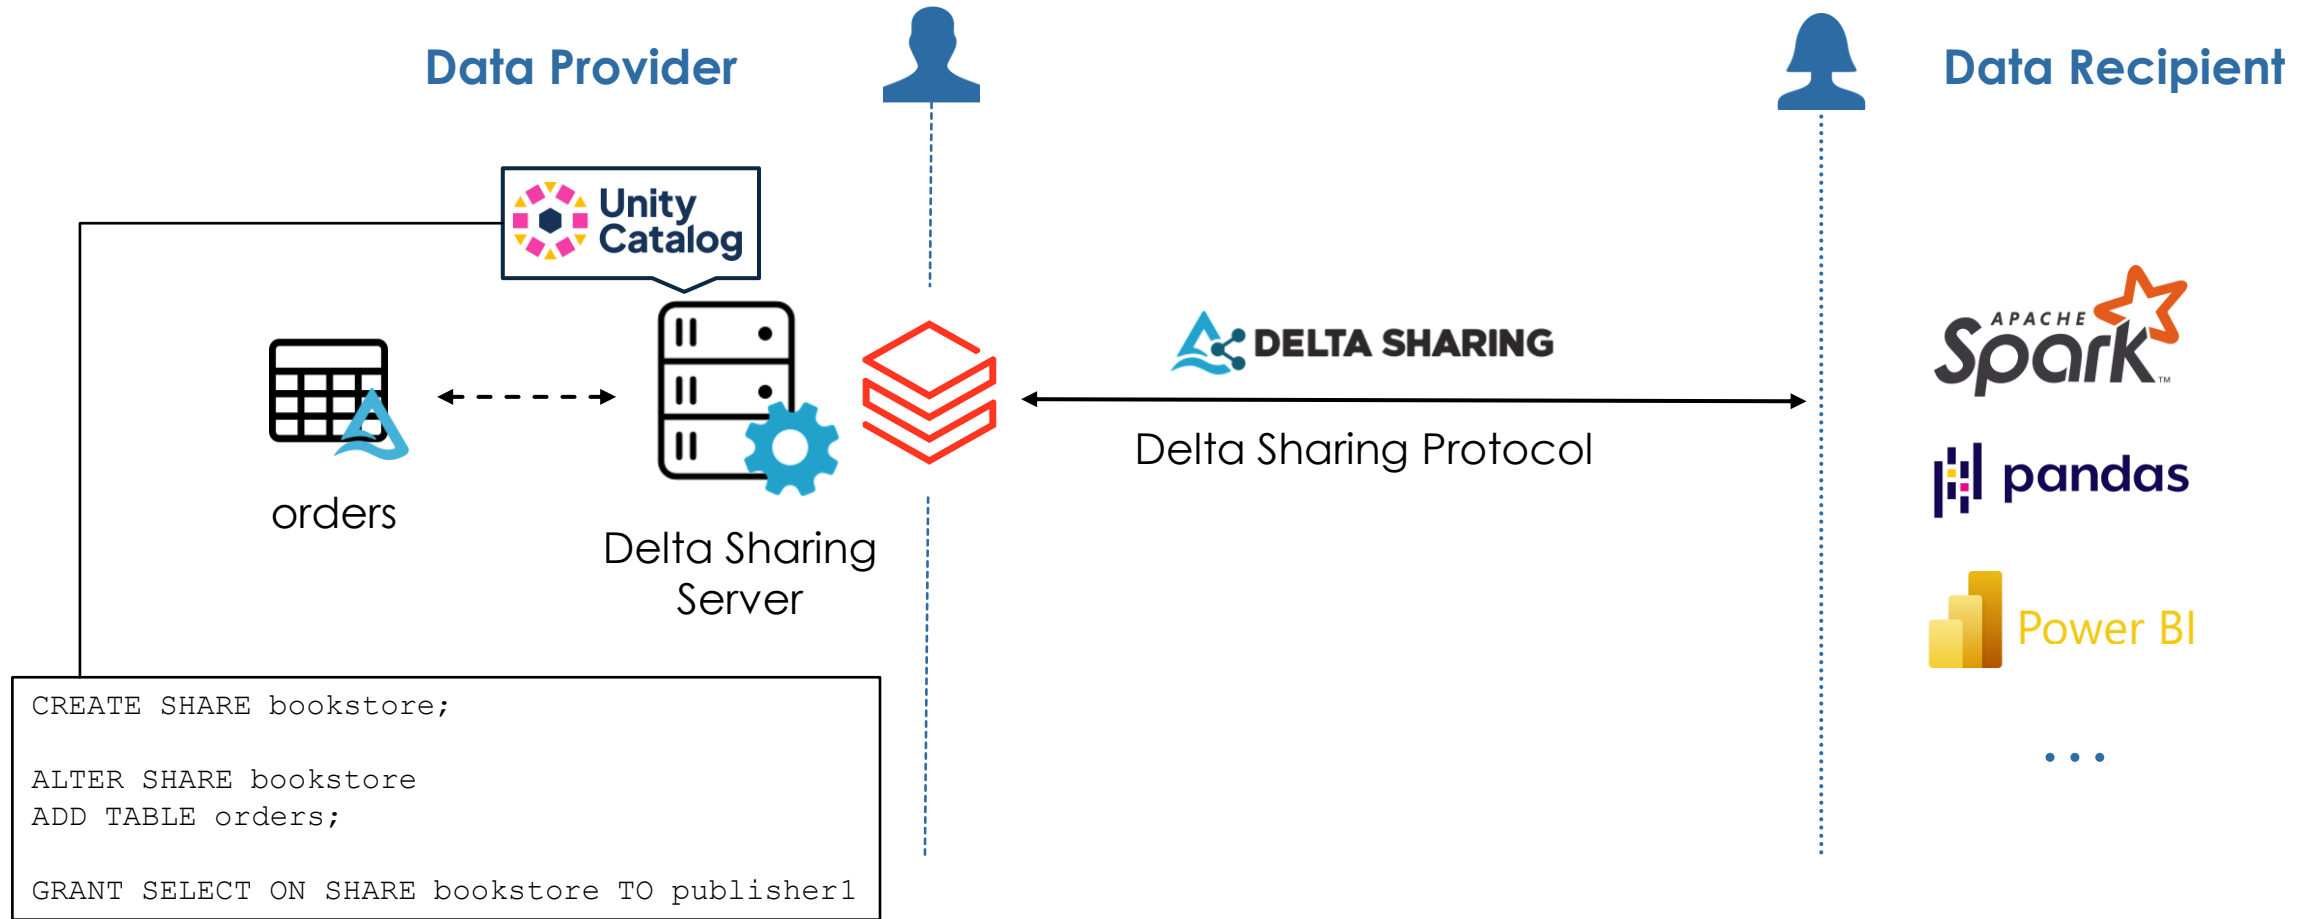 Data Provider
Data Recipient
Unity
Catalog
DELTA SHARING
APACHE
Spark™
Delta Sharing Protocol
pandas
orders
Delta Sharing
Server
Power BI
CREATE SHARE bookstore;
ALTER SHARE bookstore
ADD TABLE orders;
GRANT SELECT ON SHARE bookstore TO publisher1
...